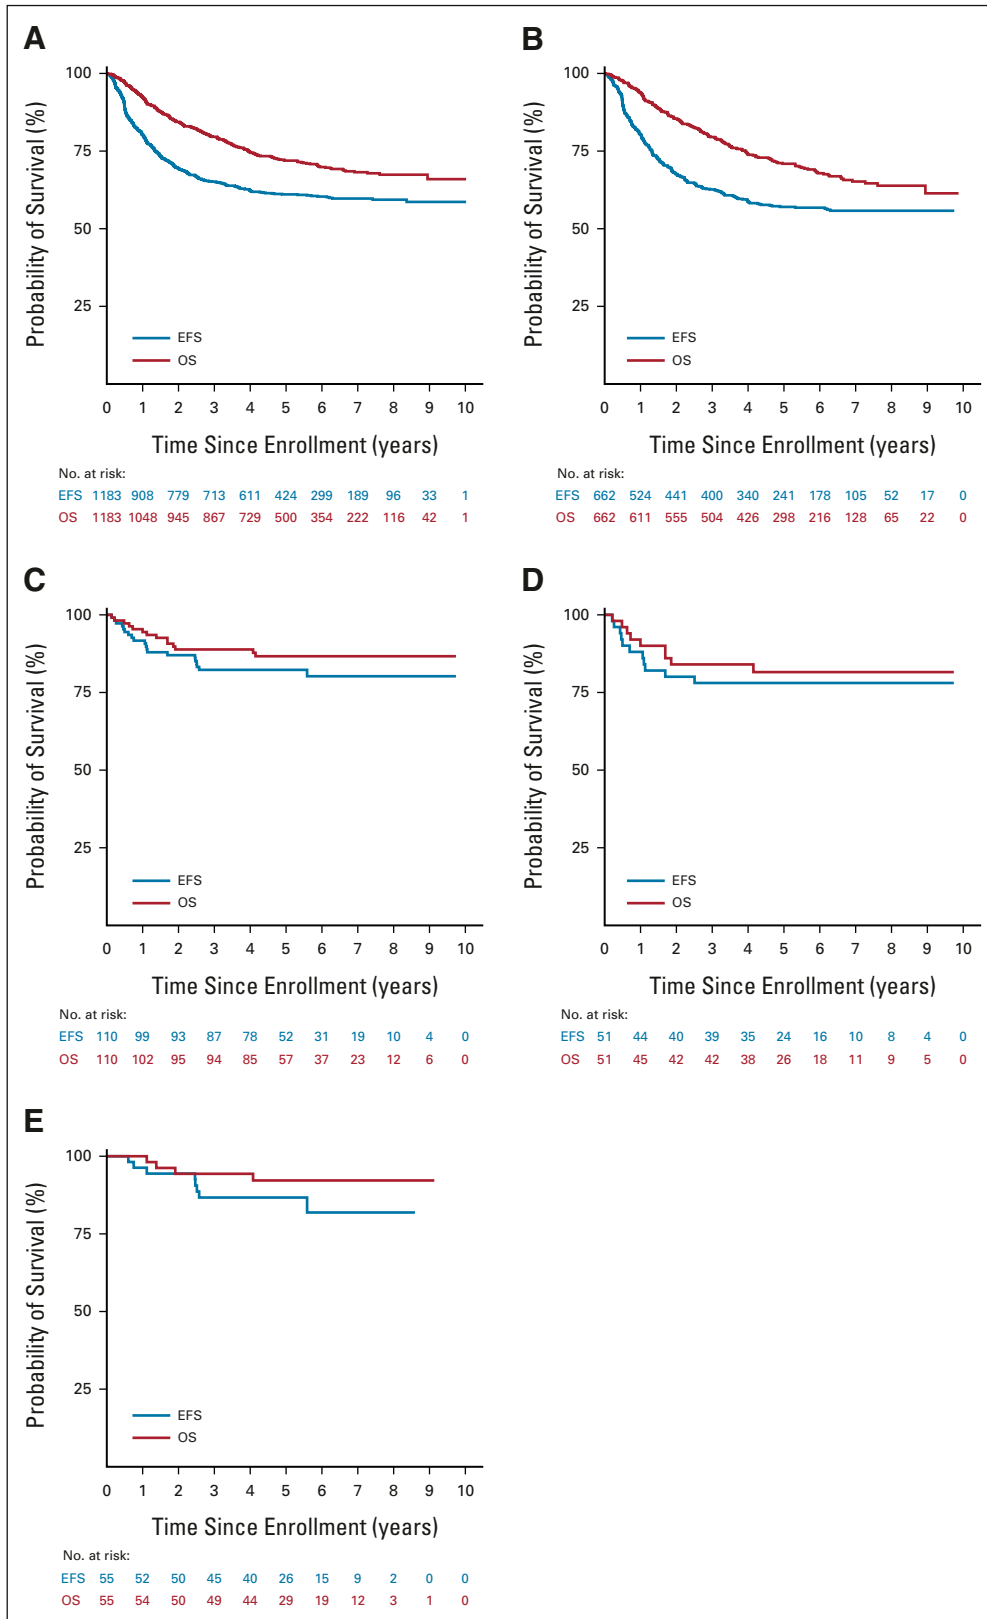 A
Probability of Survival (%)
100
75
50
25
EFS
OS
0 1 2 3 4 5 6 7 8 9 10
Time Since Enrollment (years)
No. at risk:
EFS 1183 908 779 713 611 424 299 189 96 33 1
OS 1183 1048 945 867 729 500 354 222 116 42 1
B
Probability of Survival (%)
100
75
50
25
EFS
OS
0 1 2 3 4 5 6 7 8 9 10
Time Since Enrollment (years)
No. at risk:
EFS 662 524 441 400 340 241 178 105 52 17 0
OS 662 611 555 504 426 298 216 128 65 22 0
C
Probability of Survival (%)
100
75
50
25
EFS
OS
0 1 2 3 4 5 6 7 8 9 10
Time Since Enrollment (years)
No. at risk:
EFS 110 99 93 87 78 52 31 19 10 4 0
OS 110 102 95 94 85 57 37 23 12 6 0
D
Probability of Survival (%)
100
75
50
25
EFS
OS
0 1 2 3 4 5 6 7 8 9 10
Time Since Enrollment (years)
No. at risk:
EFS 51 44 40 39 35 24 16 10 8 4 0
OS 51 45 42 42 38 26 18 11 9 5 0
E
Probability of Survival (%)
100
75
50
25
EFS
OS
0 1 2 3 4 5 6 7 8 9 10
Time Since Enrollment (years)
No. at risk:
EFS 55 52 50 45 40 26 15 9 2 0 0
OS 55 54 50 49 44 29 19 12 3 1 0